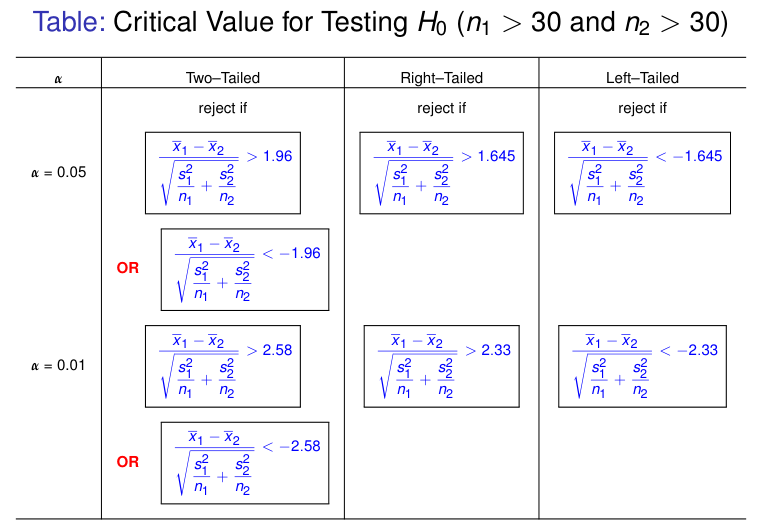 Table: Critical Value for Testing H₀ (n₁ > 30 and n₂ > 30)
α Two–Tailed Right–Tailed Left–Tailed
reject if reject if reject if
α = 0.05 $\frac{\overline{x}_1 - \overline{x}_2}{\sqrt{\frac{s_1^2}{n_1} + \frac{s_2^2}{n_2}}} > 1.96$ $\frac{\overline{x}_1 - \overline{x}_2}{\sqrt{\frac{s_1^2}{n_1} + \frac{s_2^2}{n_2}}} > 1.645$ $\frac{\overline{x}_1 - \overline{x}_2}{\sqrt{\frac{s_1^2}{n_1} + \frac{s_2^2}{n_2}}} < -1.645$
OR $\frac{\overline{x}_1 - \overline{x}_2}{\sqrt{\frac{s_1^2}{n_1} + \frac{s_2^2}{n_2}}} < -1.96$
α = 0.01 $\frac{\overline{x}_1 - \overline{x}_2}{\sqrt{\frac{s_1^2}{n_1} + \frac{s_2^2}{n_2}}} > 2.58$ $\frac{\overline{x}_1 - \overline{x}_2}{\sqrt{\frac{s_1^2}{n_1} + \frac{s_2^2}{n_2}}} > 2.33$ $\frac{\overline{x}_1 - \overline{x}_2}{\sqrt{\frac{s_1^2}{n_1} + \frac{s_2^2}{n_2}}} < -2.33$
OR $\frac{\overline{x}_1 - \overline{x}_2}{\sqrt{\frac{s_1^2}{n_1} + \frac{s_2^2}{n_2}}} < -2.58$